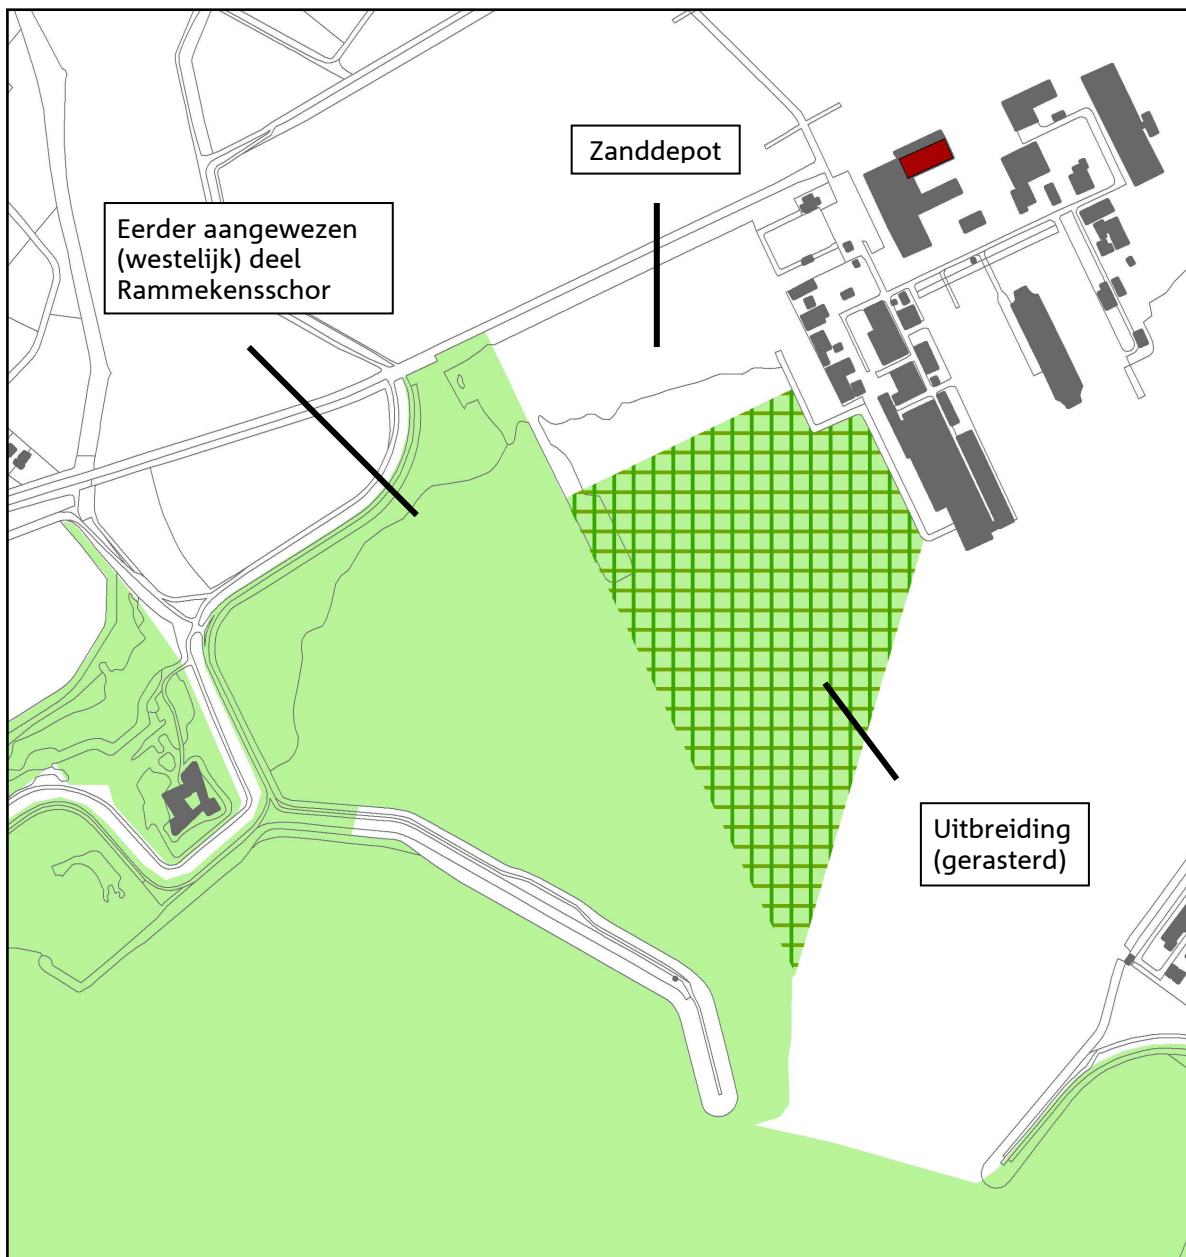 Zanddepot
Eerder aangewezen
(westelijk) deel
Rammekensschor
Uitbreiding
(gerasterd)